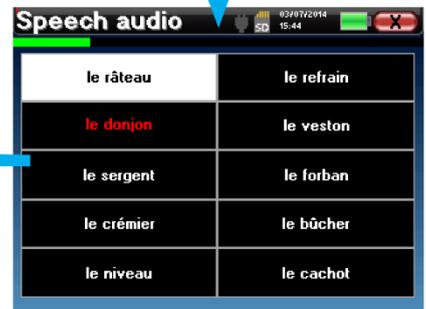 Speech audio
SD
03/07/2014
15:44
X
le râteau le refrain
le donjon le veston
le sergent le forban
le crémier le bûcher
le niveau le cachot